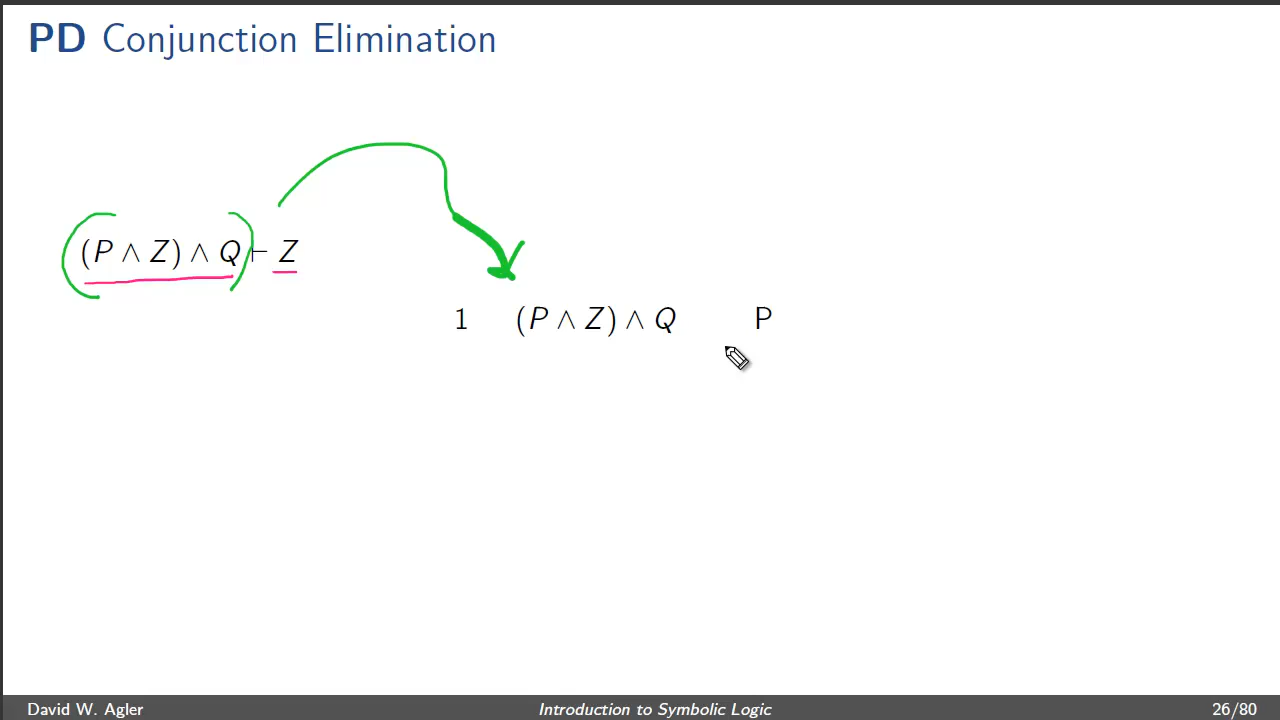 PD Conjunction Elimination
(P ∧ Z) ∧ Q ⊢ Z
1 (P ∧ Z) ∧ Q P
David W. Agler Introduction to Symbolic Logic 26/80